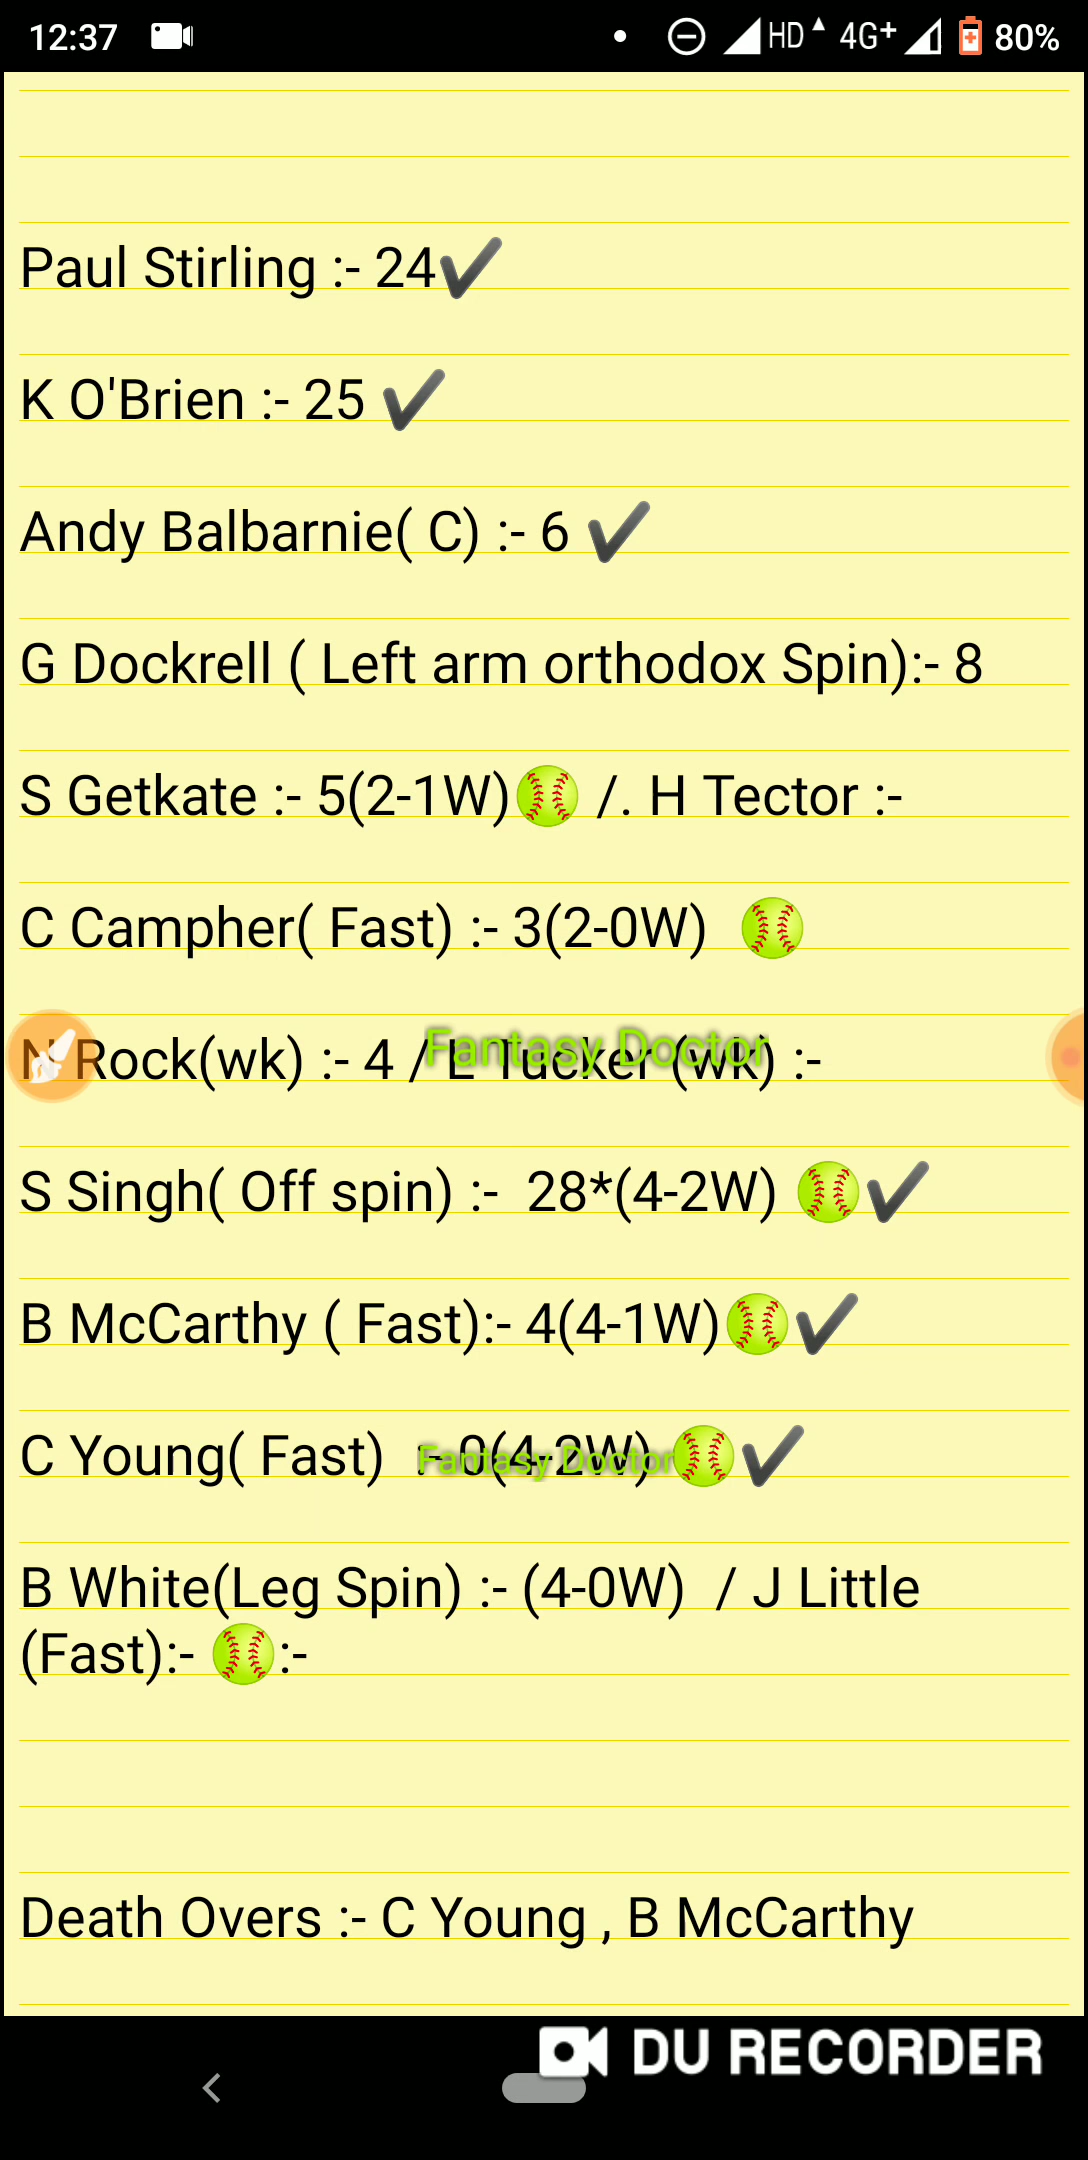 12:37 HD 4G+ 80%
Paul Stirling :- 24✔
K O'Brien :- 25 ✔
Andy Balbarnie( C) :- 6 ✔
G Dockrell ( Left arm orthodox Spin):- 8
S Getkate :- 5(2-1W)🥎 /. H Tector :-
C Campher( Fast) :- 3(2-0W) 🥎
N Rock(wk) :- 4 / L Tucker (wk) :-
Fantasy Doctor
S Singh( Off spin) :- 28*(4-2W) 🥎✔
B McCarthy ( Fast):- 4(4-1W)🥎✔
C Young( Fast) :- 0(4-2W) 🥎✔
Fantasy Doctor
B White(Leg Spin) :- (4-0W) / J Little
(Fast):- 🥎:-
Death Overs :- C Young , B McCarthy
DU RECORDER